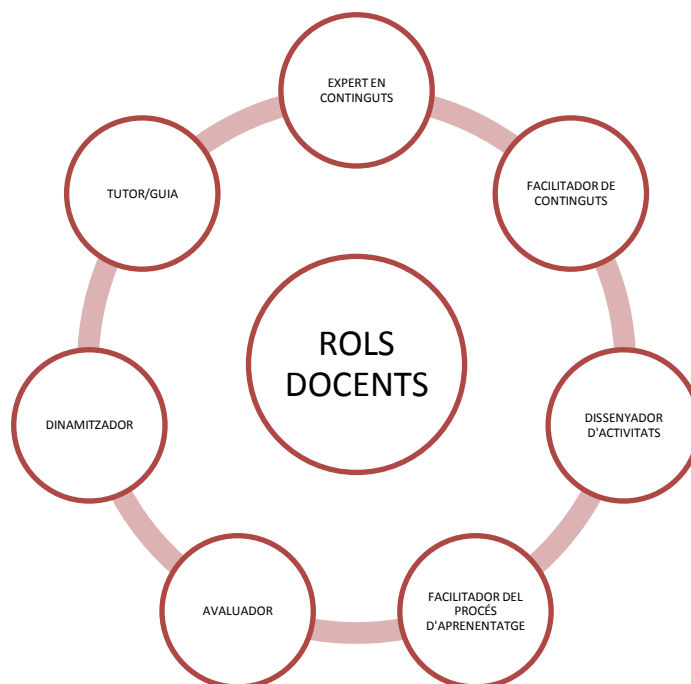 EXPERT EN
CONTINGUTS
FACILITADOR DE
CONTINGUTS
DISSENYADOR
D'ACTIVITATS
FACILITADOR DEL
PROCÉS
D'APRENENTATGE
AVALUADOR
DINAMITZADOR
TUTOR/GUIA
ROLS
DOCENTS